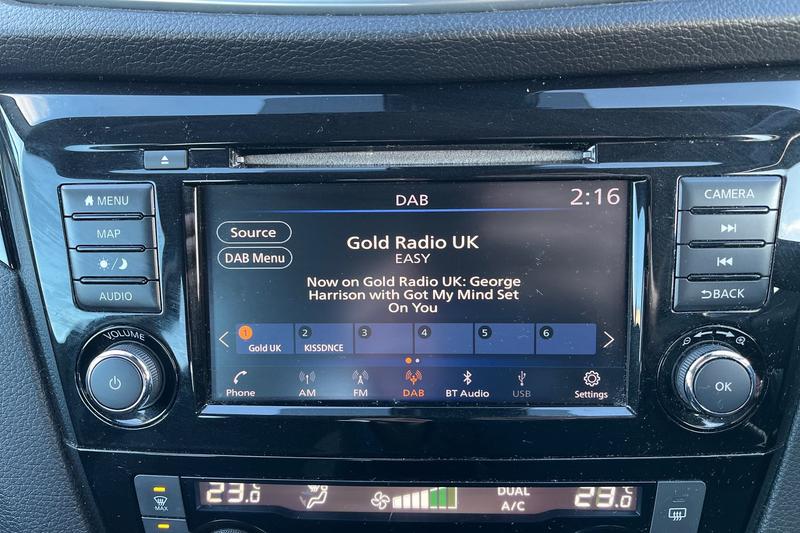 DAB
2:16
MENU
MAP
AUDIO
VOLUME
CAMERA
BACK
OK
Source
DAB Menu
Gold Radio UK
EASY
Now on Gold Radio UK: George
Harrison with Got My Mind Set
On You
1 2 3 4 5 6
Gold UK KISSDNCE
Phone AM FM DAB BT Audio USB Settings
MAX
23.0
DUAL
A/C
23.0